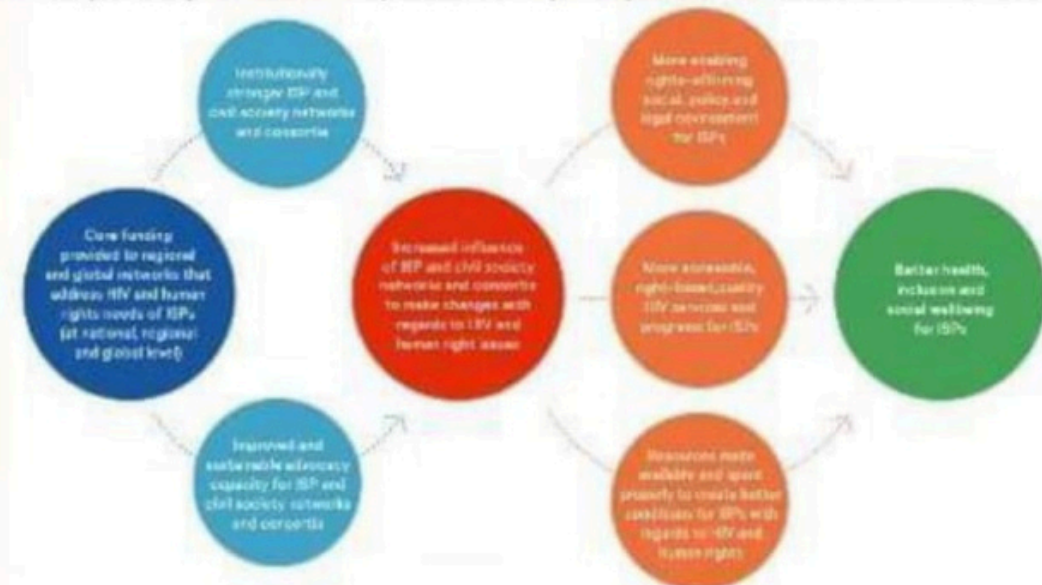 Institutionally
stronger ISP and
civil society networks
and consortia
Core funding
provided to regional
and global networks that
address HIV and human
rights needs of ISPs
(at national, regional
and global level)
Improved and
sustainable advocacy
capacity for ISP and
civil society networks
and consortia
Increased influence
of ISP and civil society
networks and consortia
to make changes with
regards to HIV and
human right issues
More enabling
rights-affirming
social, policy and
legal environment
for ISPs
More accessible,
right-based, quality
HIV services and
programs for ISPs
Resources made
available and spent
properly to create better
conditions for ISPs with
regards to HIV and
human rights
Better health,
inclusion and
social wellbeing
for ISPs